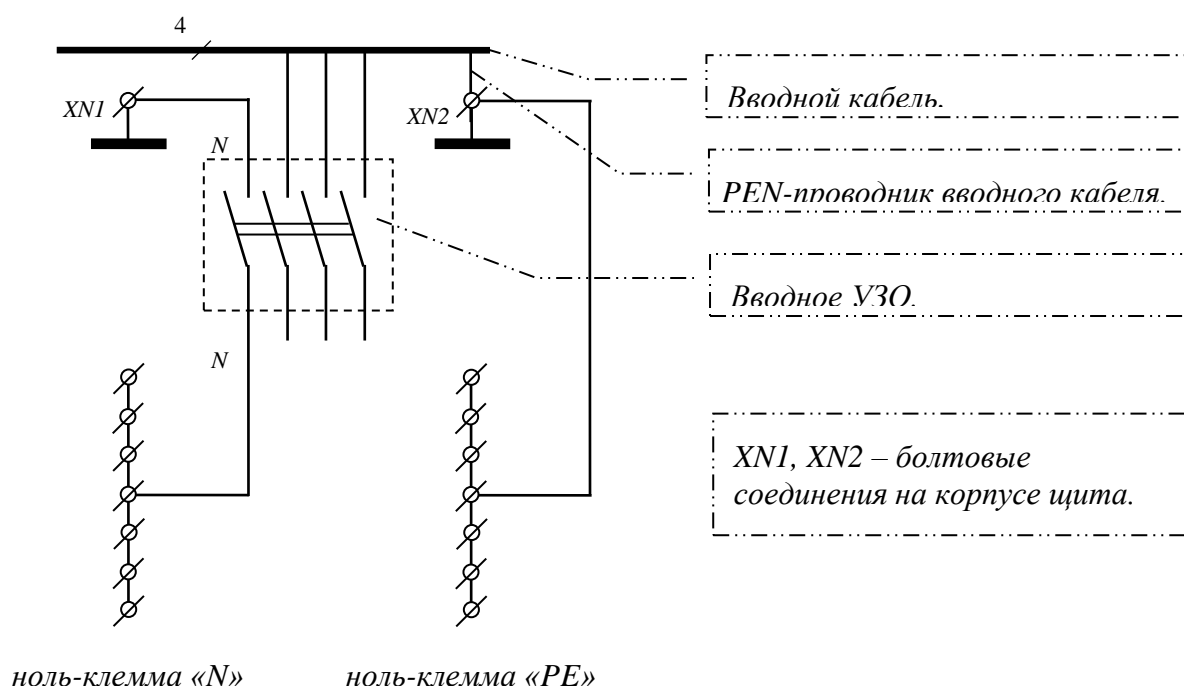 4
Вводной кабель.
XN1
XN2
N
PEN-проводник вводного кабеля.
Вводное УЗО.
N
XN1, XN2 – болтовые
соединения на корпусе щита.
ноль-клемма «N»
ноль-клемма «PE»